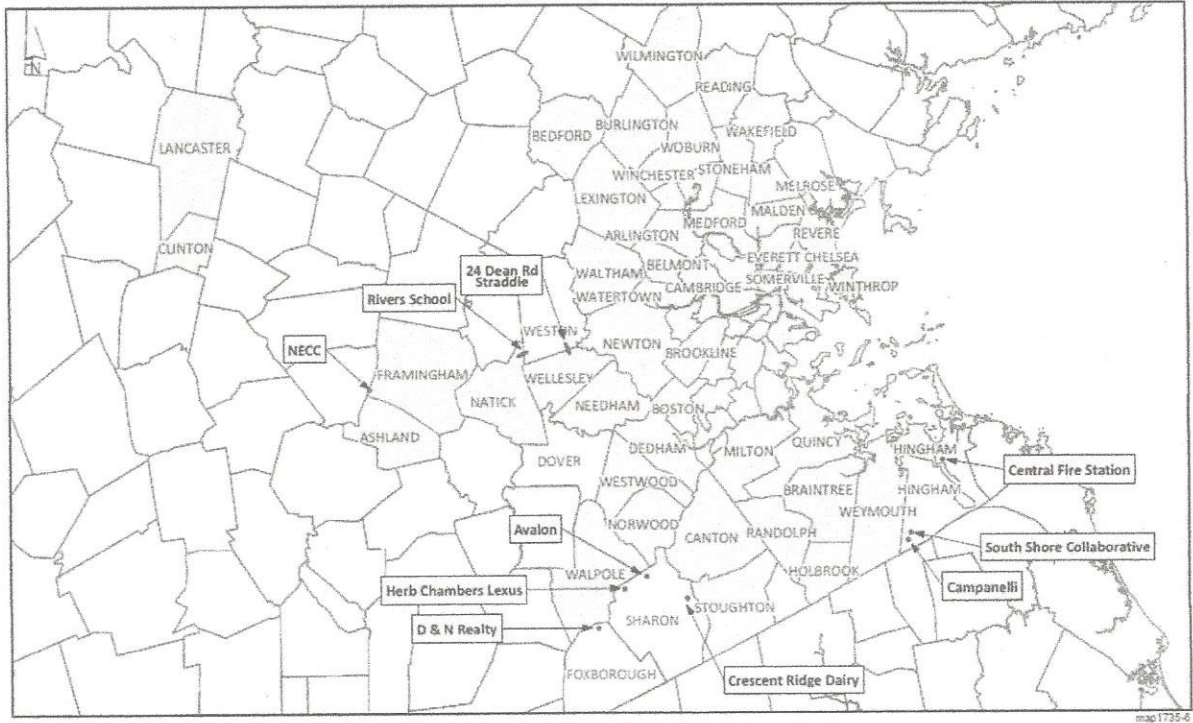 N
WILMINGTON
READING
BURLINGTON
BEDFORD
WAKEFIELD
LANCASTER
WOBURN
STONEHAM
WINCHESTER
MELROSE
LEXINGTON
MALDEN
MEDFORD
REVERE
ARLINGTON
CLINTON
EVERETT CHELSEA
24 Dean Rd
Straddle
BELMONT
WALTHAM
SOMERVILLE
CAMBRIDGE
WINTHROP
WATERTOWN
Rivers School
WESTON
NEWTON
NECC
BROOKLINE
FRAMINGHAM
WELLESLEY
NATICK
NEEDHAM
BOSTON
ASHLAND
QUINCY
DEDHAM
MILTON
HINGHAM
DOVER
Central Fire Station
WESTWOOD
BRAINTREE
HINGHAM
WEYMOUTH
NORWOOD
Avalon
RANDOLPH
CANTON
South Shore Collaborative
HOLBROOK
WALPOLE
Campanelli
Herb Chambers Lexus
STOUGHTON
SHARON
D & N Realty
FOXBOROUGH
Crescent Ridge Dairy